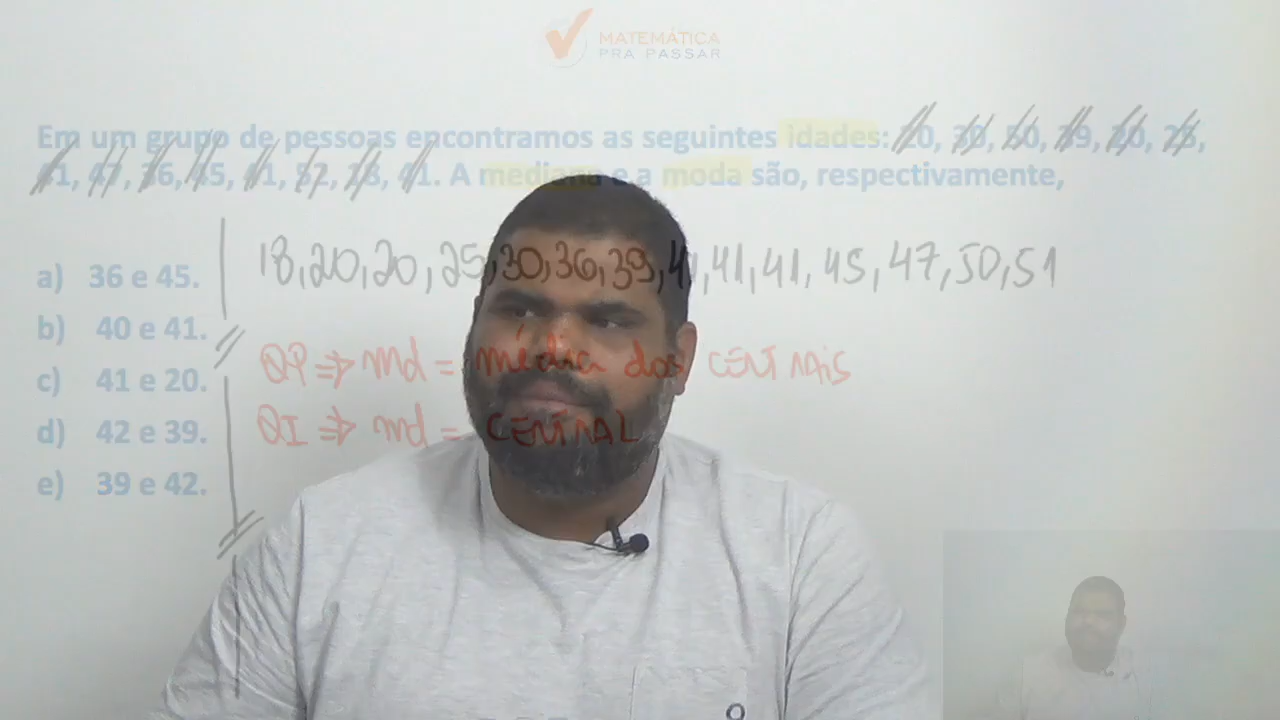 MATEMÁTICA
PRA PASSAR
Em um grupo de pessoas encontramos as seguintes idades: 20, 30, 50, 39, 20, 25,
41, 47, 36, 45, 41, 52, 18, 41. A mediana e a moda são, respectivamente,
a) 36 e 45.
b) 40 e 41.
c) 41 e 20.
d) 42 e 39.
e) 39 e 42.
18,20,20,25,30,36,39,41,41,41,45,47,50,51
QP ⇒ md = média dos CENTRAIS
QI ⇒ md = CENTRAL